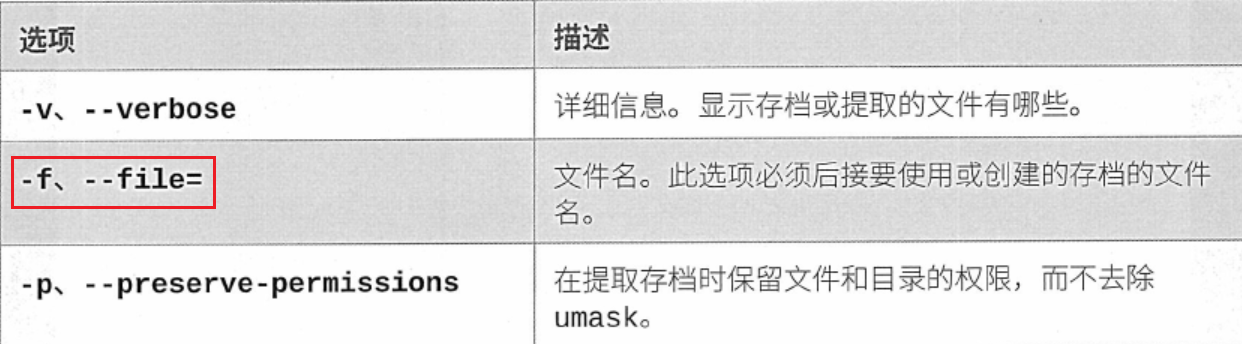 选项
描述
-v、--verbose
详细信息。显示存档或提取的文件有哪些。
-f、--file=
文件名。此选项必须后接要使用或创建的存档的文件
名。
-p、--preserve-permissions
在提取存档时保留文件和目录的权限，而不去除
umask。